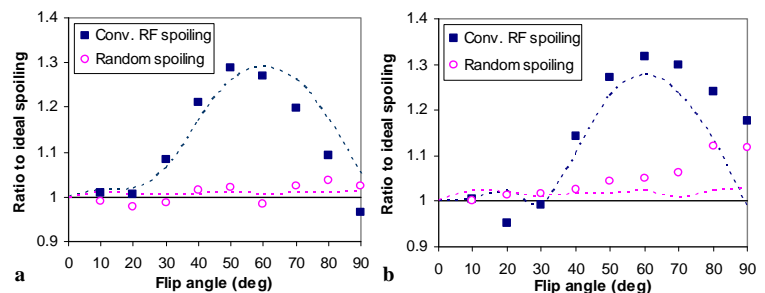 1.4
1.3
1.2
1.1
1.0
0.9
Ratio to ideal spoiling
Conv. RF spoiling
Random spoiling
0 10 20 30 40 50 60 70 80 90
Flip angle (deg)
a
1.4
1.3
1.2
1.1
1.0
0.9
Ratio to ideal spoiling
Conv. RF spoiling
Random spoiling
0 10 20 30 40 50 60 70 80 90
Flip angle (deg)
b